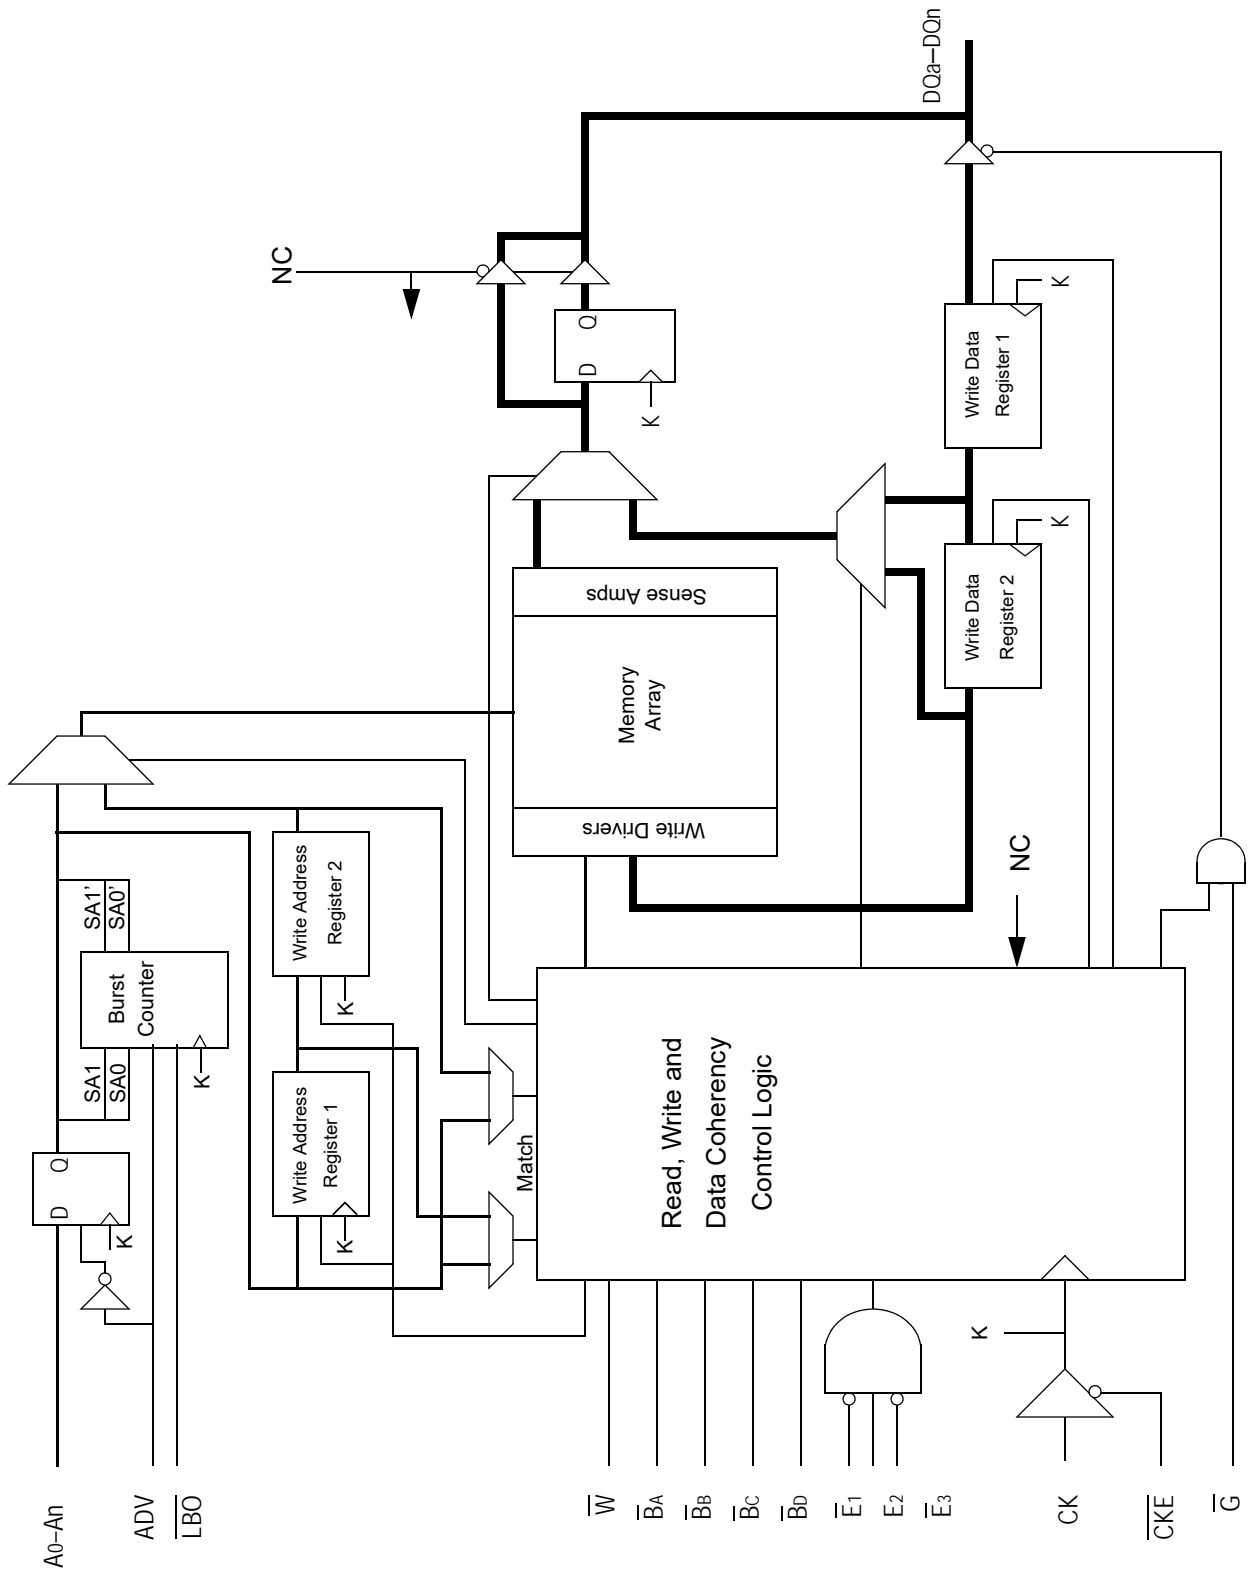 A0–An
ADV
LBO
W
BA
BB
BC
BD
E1
E2
E3
CK
CKE
G
D Q
K
SA1
SA0
Burst
Counter
K
SA1'
SA0'
Write Address
Register 1
K
Write Address
Register 2
K
Match
Read, Write and
Data Coherency
Control Logic
K
NC
Write Drivers
Memory
Array
Sense Amps
Write Data
Register 2
K
Write Data
Register 1
K
D Q
K
NC
DQa–DQn